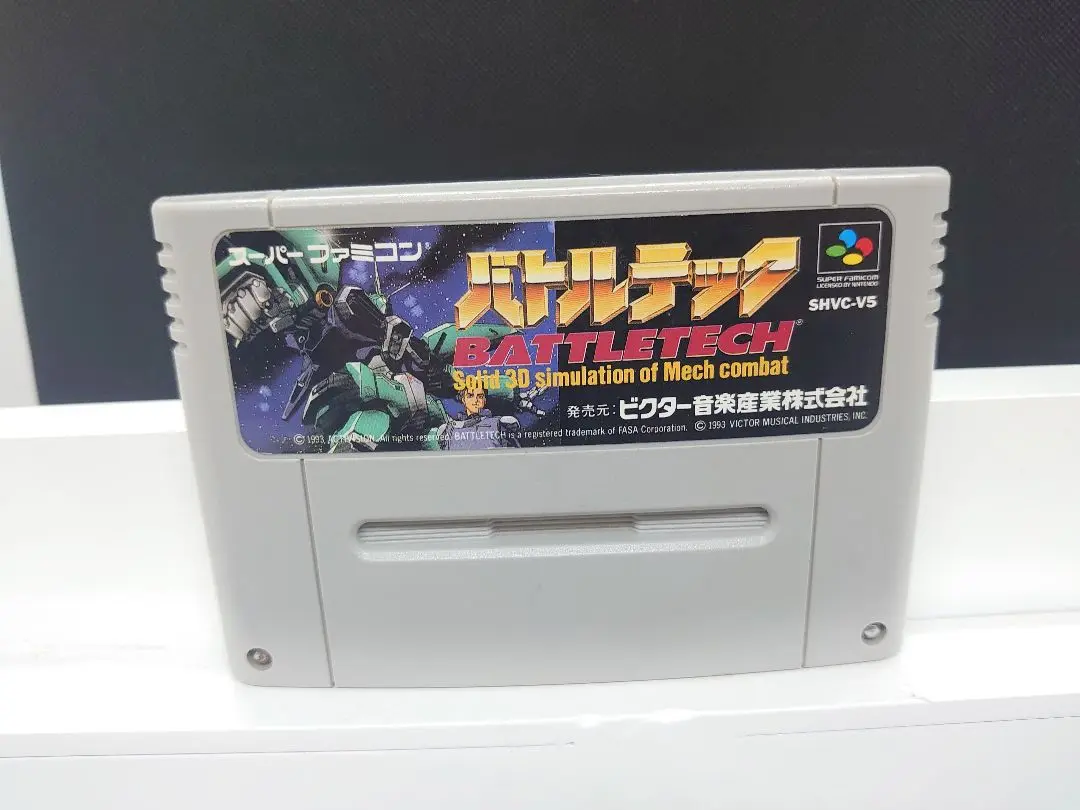 スーパーファミコン®
バトルテック
BATTLETECH®
Solid 3D simulation of Mech combat
発売元:ビクター音楽産業株式会社
© 1993, ACTIVISION. All rights reserved. BATTLETECH is a registered trademark of FASA Corporation. © 1993 VICTOR MUSICAL INDUSTRIES, INC.
SUPER FAMICOM
LICENSED BY NINTENDO
SHVC-V5